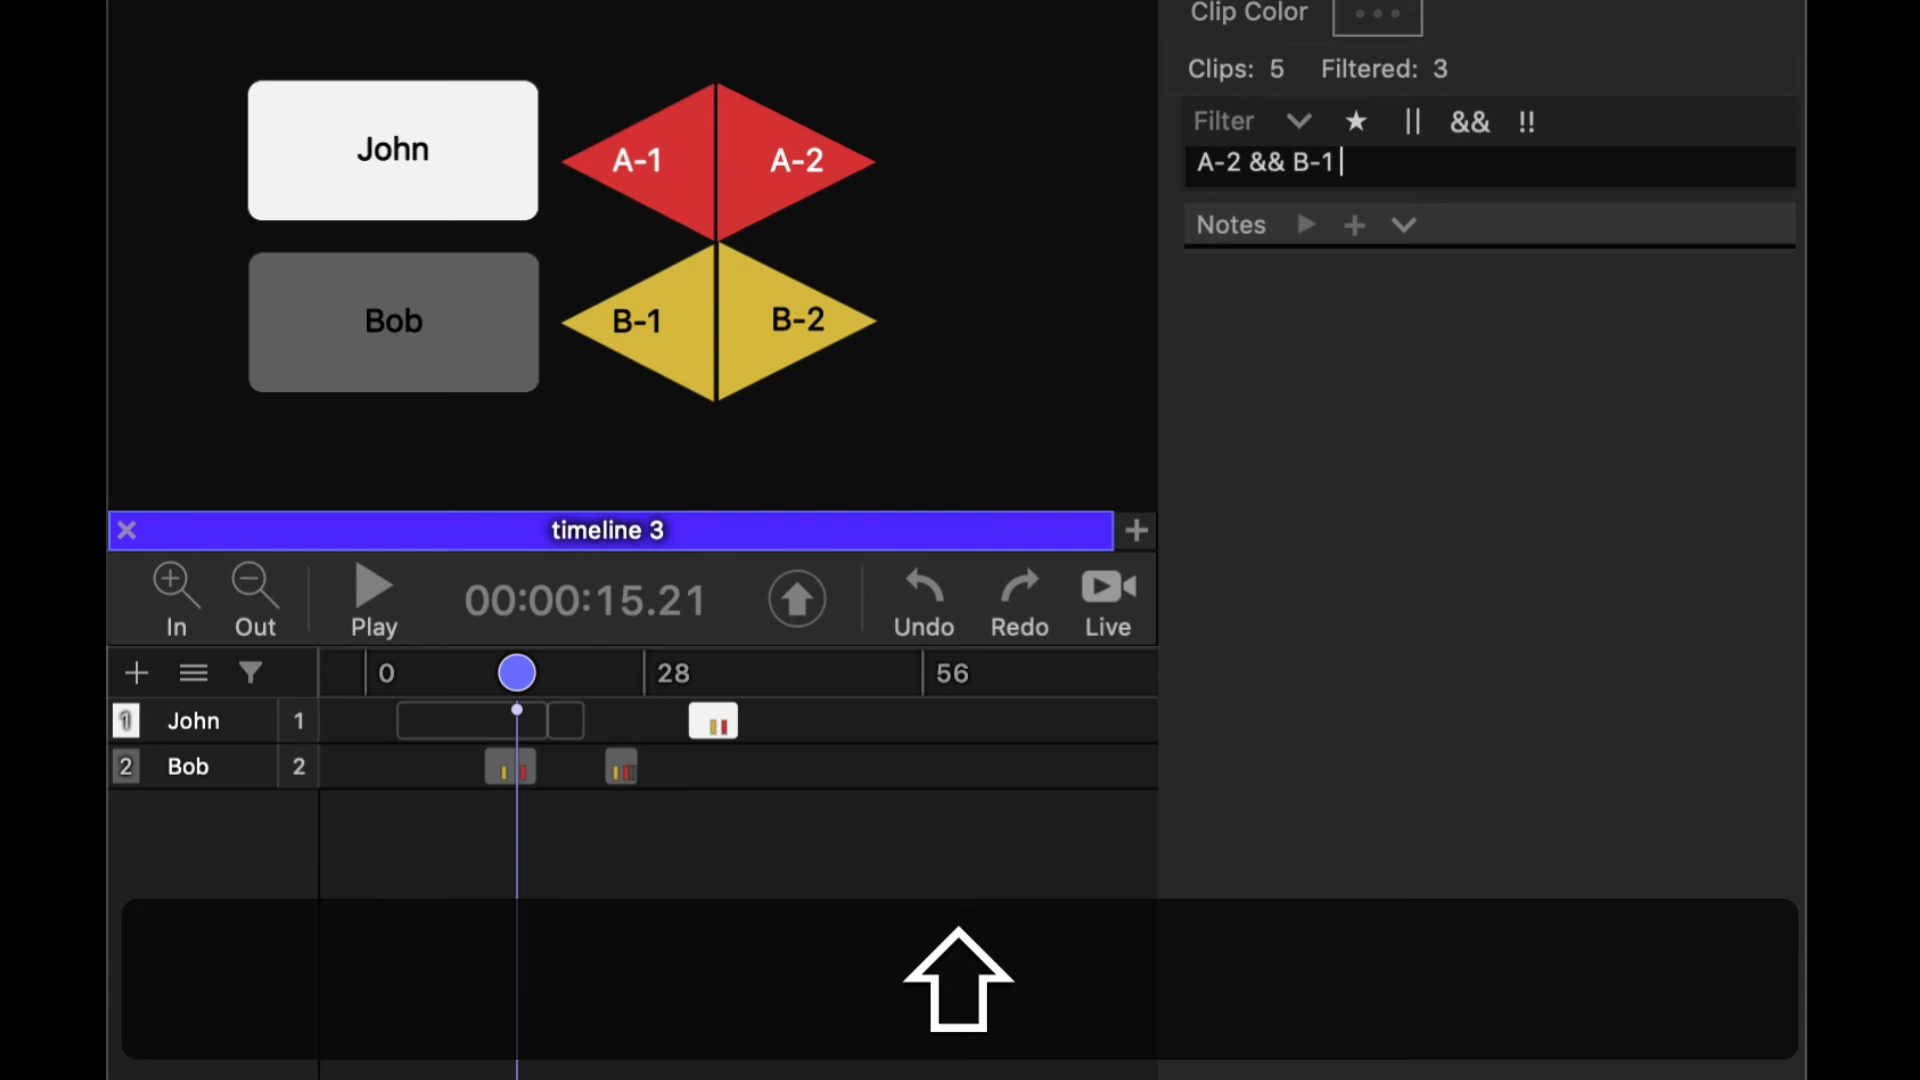 Clip Color
Clips: 5 Filtered: 3
Filter || && !!
A-2 && B-1
Notes
John
A-1
A-2
Bob
B-1
B-2
timeline 3
In
Out
Play
00:00:15.21
Undo
Redo
Live
0 28 56
1 John 1
2 Bob 2